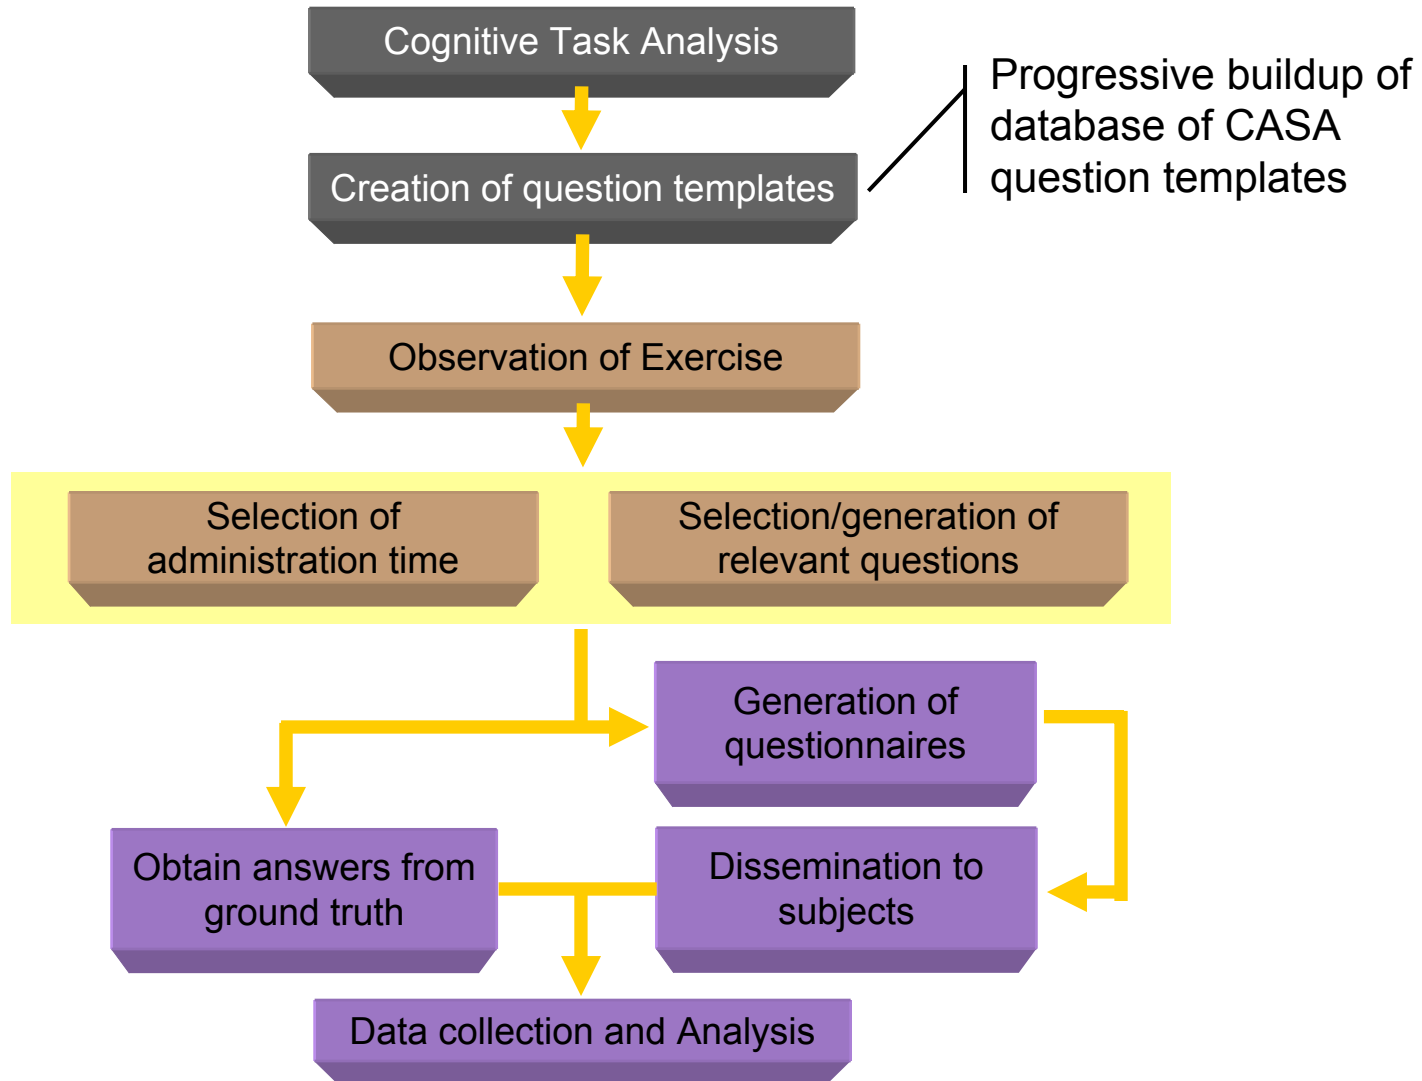 Cognitive Task Analysis
Progressive buildup of
database of CASA
question templates
Creation of question templates
Observation of Exercise
Selection of
administration time
Selection/generation of
relevant questions
Generation of
questionnaires
Obtain answers from
ground truth
Dissemination to
subjects
Data collection and Analysis